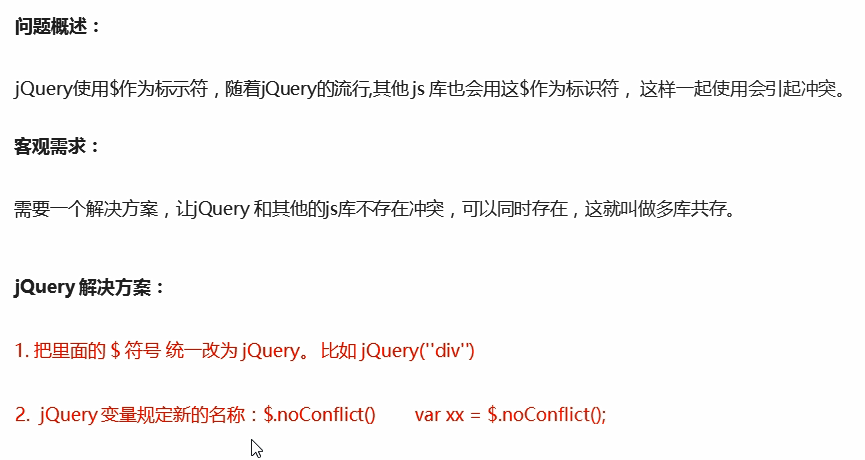 问题概述：
jQuery使用$作为标示符，随着jQuery的流行,其他 js 库也会用这$作为标识符， 这样一起使用会引起冲突。
客观需求：
需要一个解决方案，让jQuery 和其他的js库不存在冲突，可以同时存在，这就叫做多库共存。
jQuery 解决方案：
1. 把里面的 $ 符号 统一改为 jQuery。 比如 jQuery(''div'')
2. jQuery 变量规定新的名称：$.noConflict() var xx = $.noConflict();